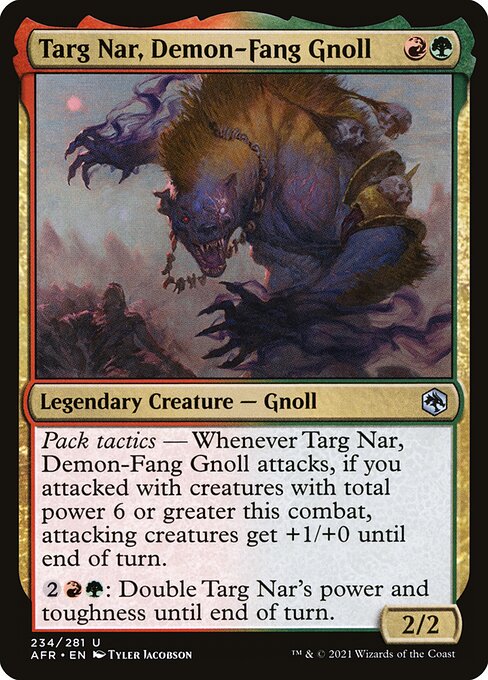 Targ Nar, Demon-Fang Gnoll
Legendary Creature — Gnoll
Pack tactics — Whenever Targ Nar,
Demon-Fang Gnoll attacks, if you
attacked with creatures with total
power 6 or greater this combat,
attacking creatures get +1/+0 until
end of turn.
2: Double Targ Nar's power and
toughness until end of turn.
2/2
234/281 U
AFR • EN Tyler Jacobson
™ & © 2021 Wizards of the Coast